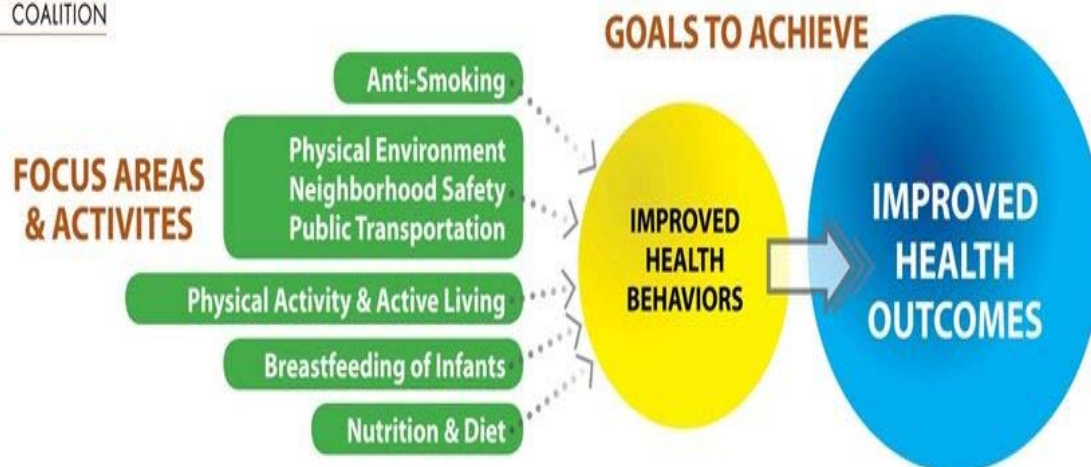 COALITION
GOALS TO ACHIEVE
FOCUS AREAS
& ACTIVITES
Anti-Smoking
Physical Environment
Neighborhood Safety
Public Transportation
Physical Activity & Active Living
Breastfeeding of Infants
Nutrition & Diet
IMPROVED
HEALTH
BEHAVIORS
IMPROVED
HEALTH
OUTCOMES